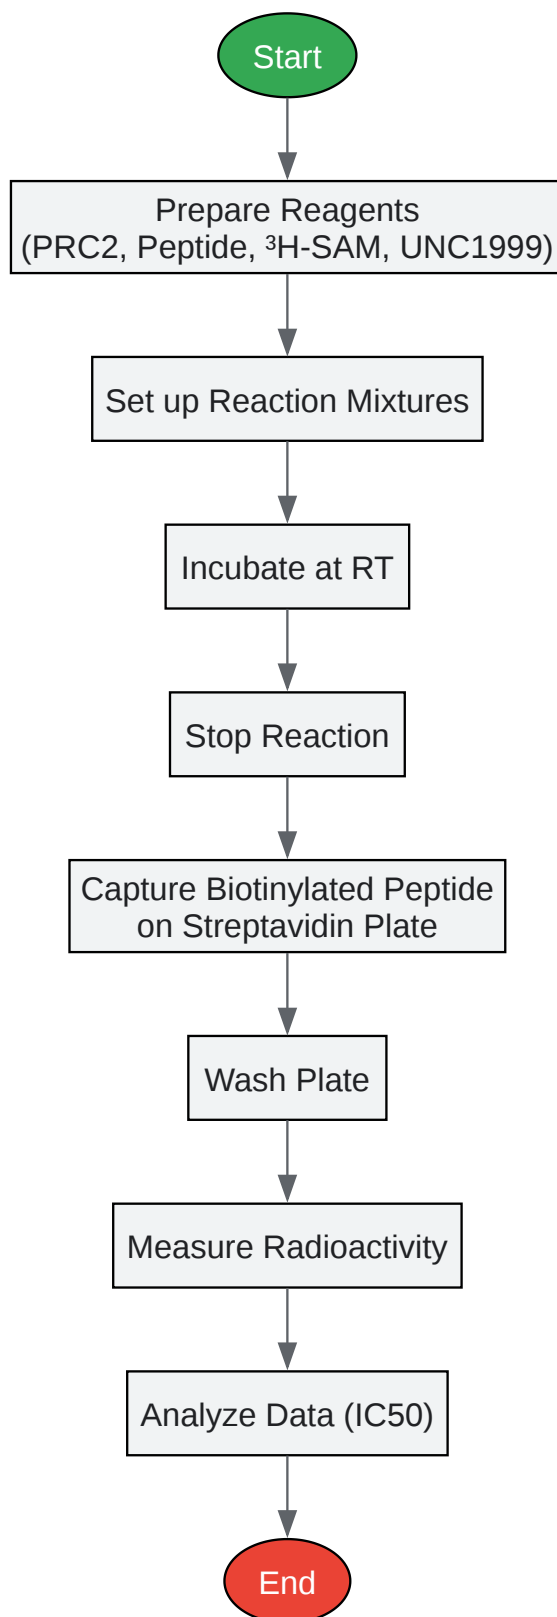 Start
Prepare Reagents
(PRC2, Peptide, ³H-SAM, UNC1999)
Set up Reaction Mixtures
Incubate at RT
Stop Reaction
Capture Biotinylated Peptide
on Streptavidin Plate
Wash Plate
Measure Radioactivity
Analyze Data (IC50)
End